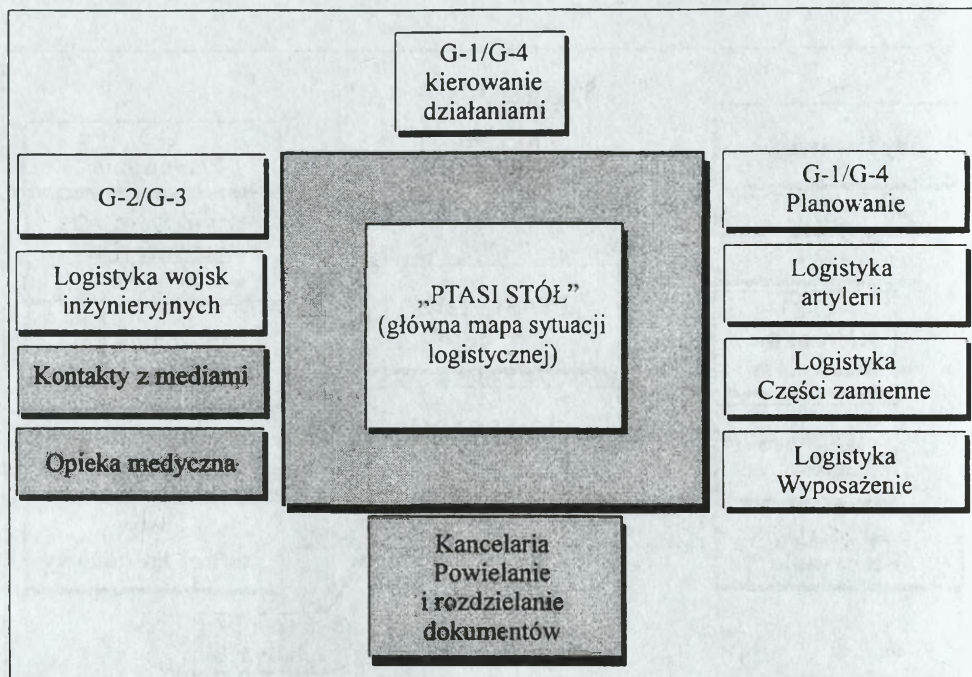 G-1/G-4
kierowanie
działaniami
G-2/G-3
Logistyka wojsk
inżynieryjnych
Kontakty z mediami
Opieka medyczna
„PTASI STÓŁ”
(główna mapa sytuacji
logistycznej)
G-1/G-4
Planowanie
Logistyka
artylerii
Logistyka
Części zamienne
Logistyka
Wyposażenie
Kancelaria
Powielanie
i rozdzielanie
dokumentów